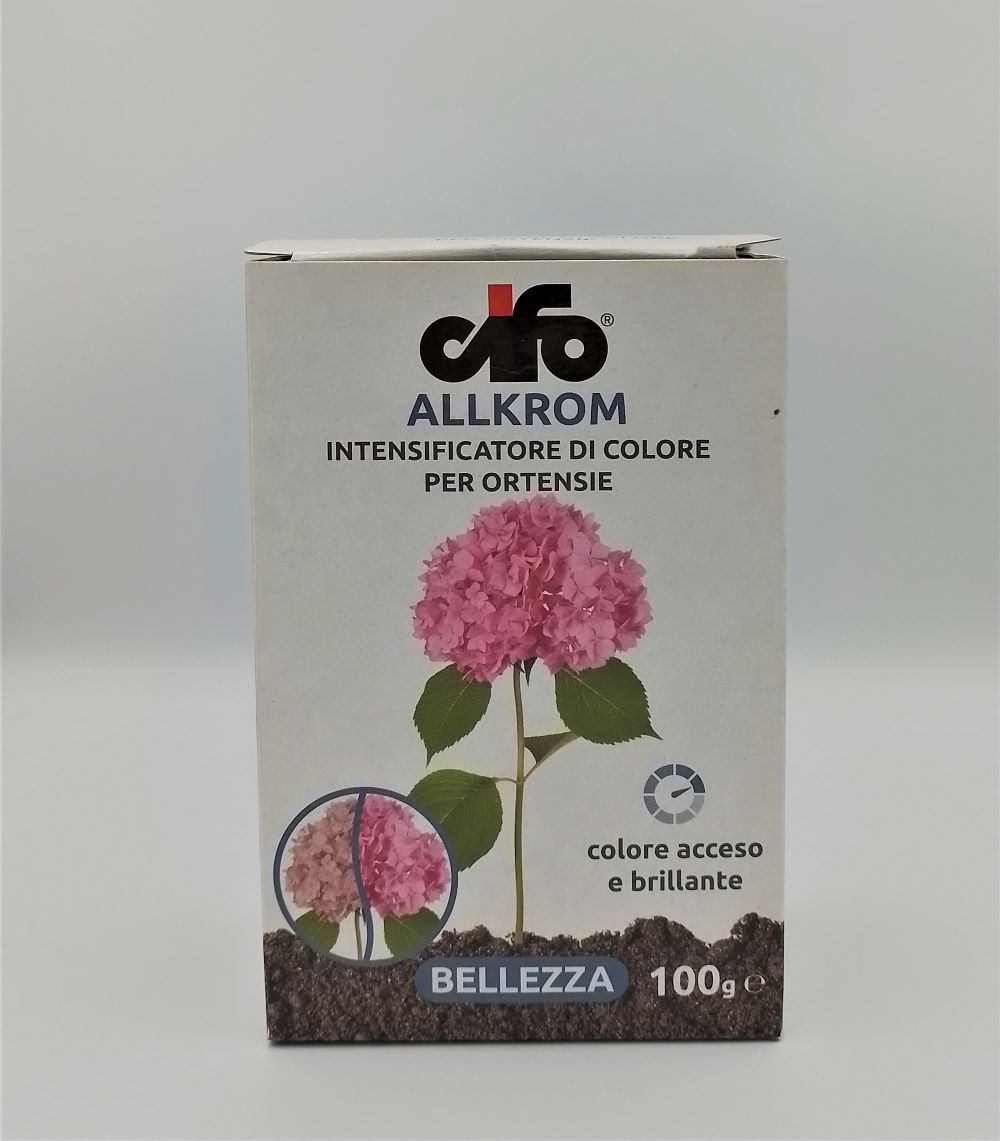 cifo®
ALLKROM
INTENSIFICATORE DI COLORE
PER ORTENSIE
colore acceso
e brillante
BELLEZZA
100g ℮